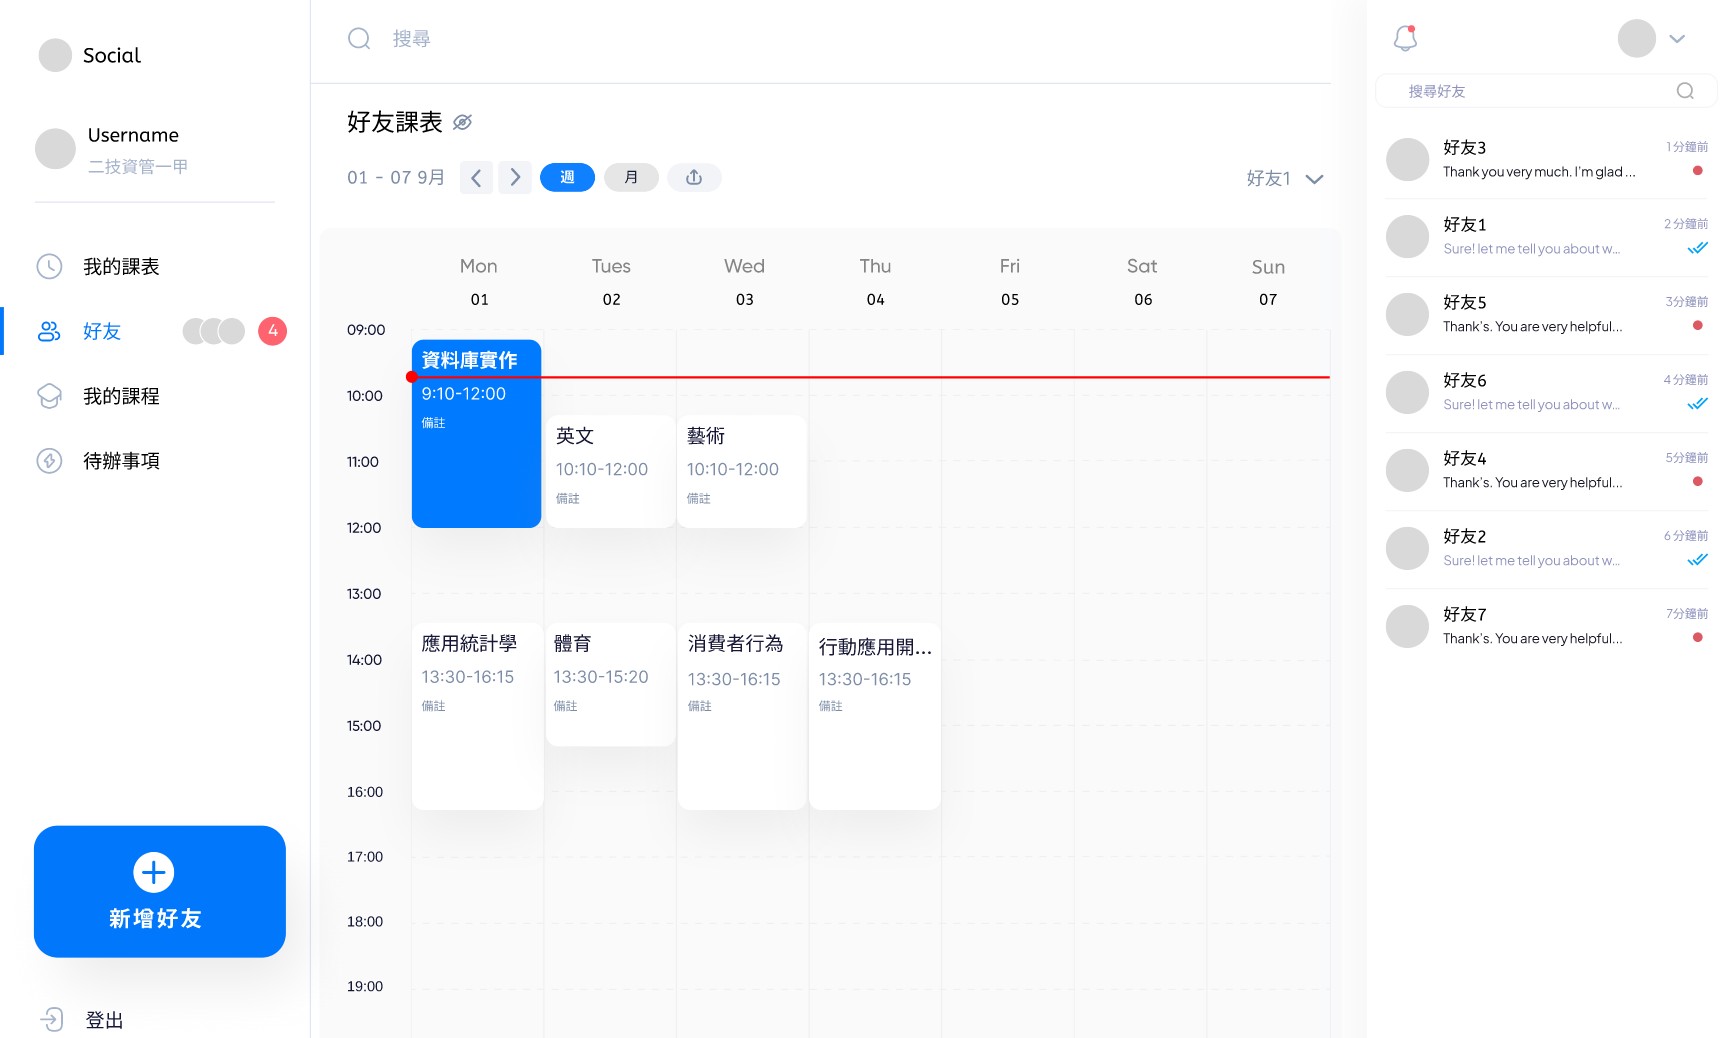 Social
Username
二技資管一甲
我的課表
好友
4
我的課程
待辦事項
新增好友
登出
搜尋
好友課表
01 - 07 9月
週
月
好友1
Mon
Tues
Wed
Thu
Fri
Sat
Sun
01
02
03
04
05
06
07
09:00
10:00
11:00
12:00
13:00
14:00
15:00
16:00
17:00
18:00
19:00
資料庫實作
9:10-12:00
備註
英文
10:10-12:00
備註
藝術
10:10-12:00
備註
應用統計學
13:30-16:15
備註
體育
13:30-15:20
備註
消費者行為
13:30-16:15
備註
行動應用開...
13:30-16:15
備註
搜尋好友
好友3
1分鐘前
Thank you very much. I'm glad ...
好友1
2分鐘前
Sure! let me tell you about w...
好友5
3分鐘前
Thank's. You are very helpful...
好友6
4分鐘前
Sure! let me tell you about w...
好友4
5分鐘前
Thank's. You are very helpful...
好友2
6分鐘前
Sure! let me tell you about w...
好友7
7分鐘前
Thank's. You are very helpful...